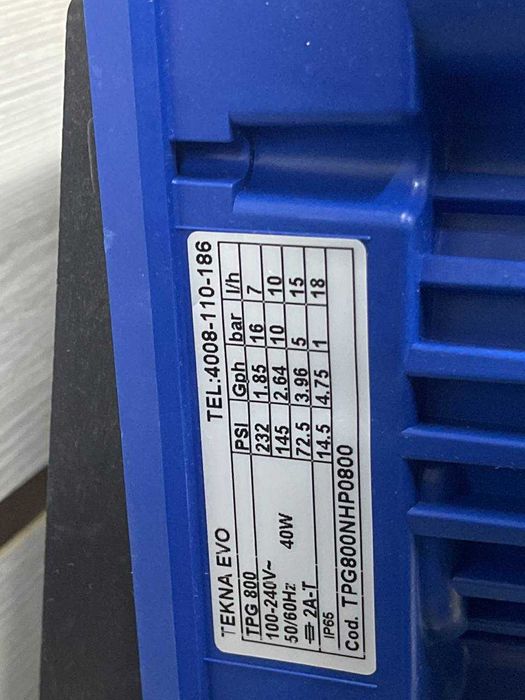 TEKNA EVO TEL:4008-110-186
TPG 800 PSI Gph bar l/h
100-240V~ 232 1.85 16 7
50/60Hz 40W 145 2.64 10 10
2A-T 72.5 3.96 5 15
IP65 14.5 4.75 1 18
Cod. TPG800NHP0800